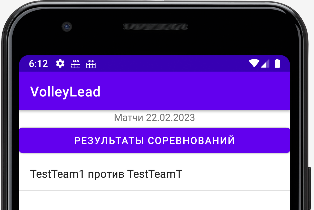 6:12
VolleyLead
Матчи 22.02.2023
РЕЗУЛЬТАТЫ СОРЕВНОВАНИЙ
TestTeam1 против TestTeamT